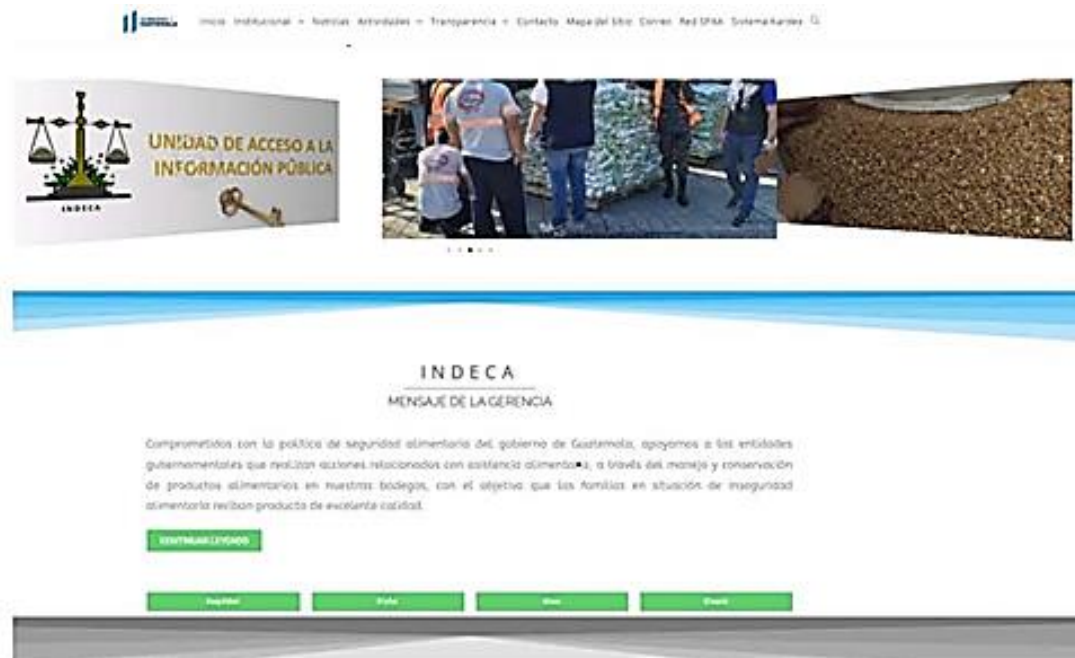 GUATEMALA
Inicio Institucional Noticias Actividades Transparencia Contacto Mapa del Sitio Correo Red SPAA Sistema Kardex
UNIDAD DE ACCESO A LA
INFORMACIÓN PÚBLICA
INDECA
INDECA
MENSAJE DE LA GERENCIA
Comprometidos con la política de seguridad alimentaria del gobierno de Guatemala, apoyamos a las entidades
gubernamentales que realizan acciones relacionadas con asistencia alimentaria, a través del manejo y conservación
de productos alimentarios en nuestras bodegas, con el objetivo que las familias en situación de inseguridad
alimentaria reciban producto de excelente calidad.
CONTINUAR LEYENDO